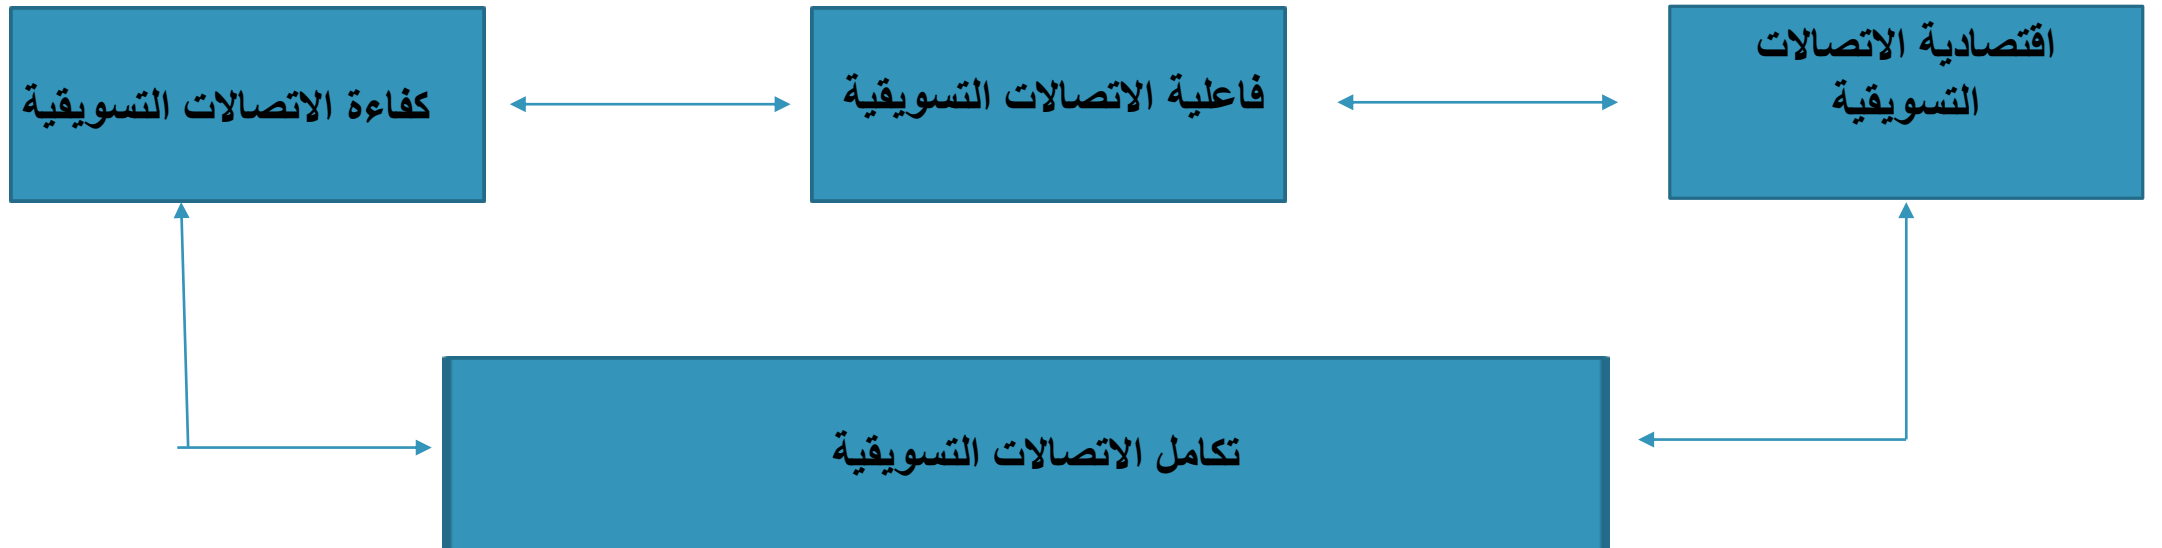 اقتصادية الاتصالات
التسويقية
فاعلية الاتصالات التسويقية
كفاءة الاتصالات التسويقية
تكامل الاتصالات التسويقية